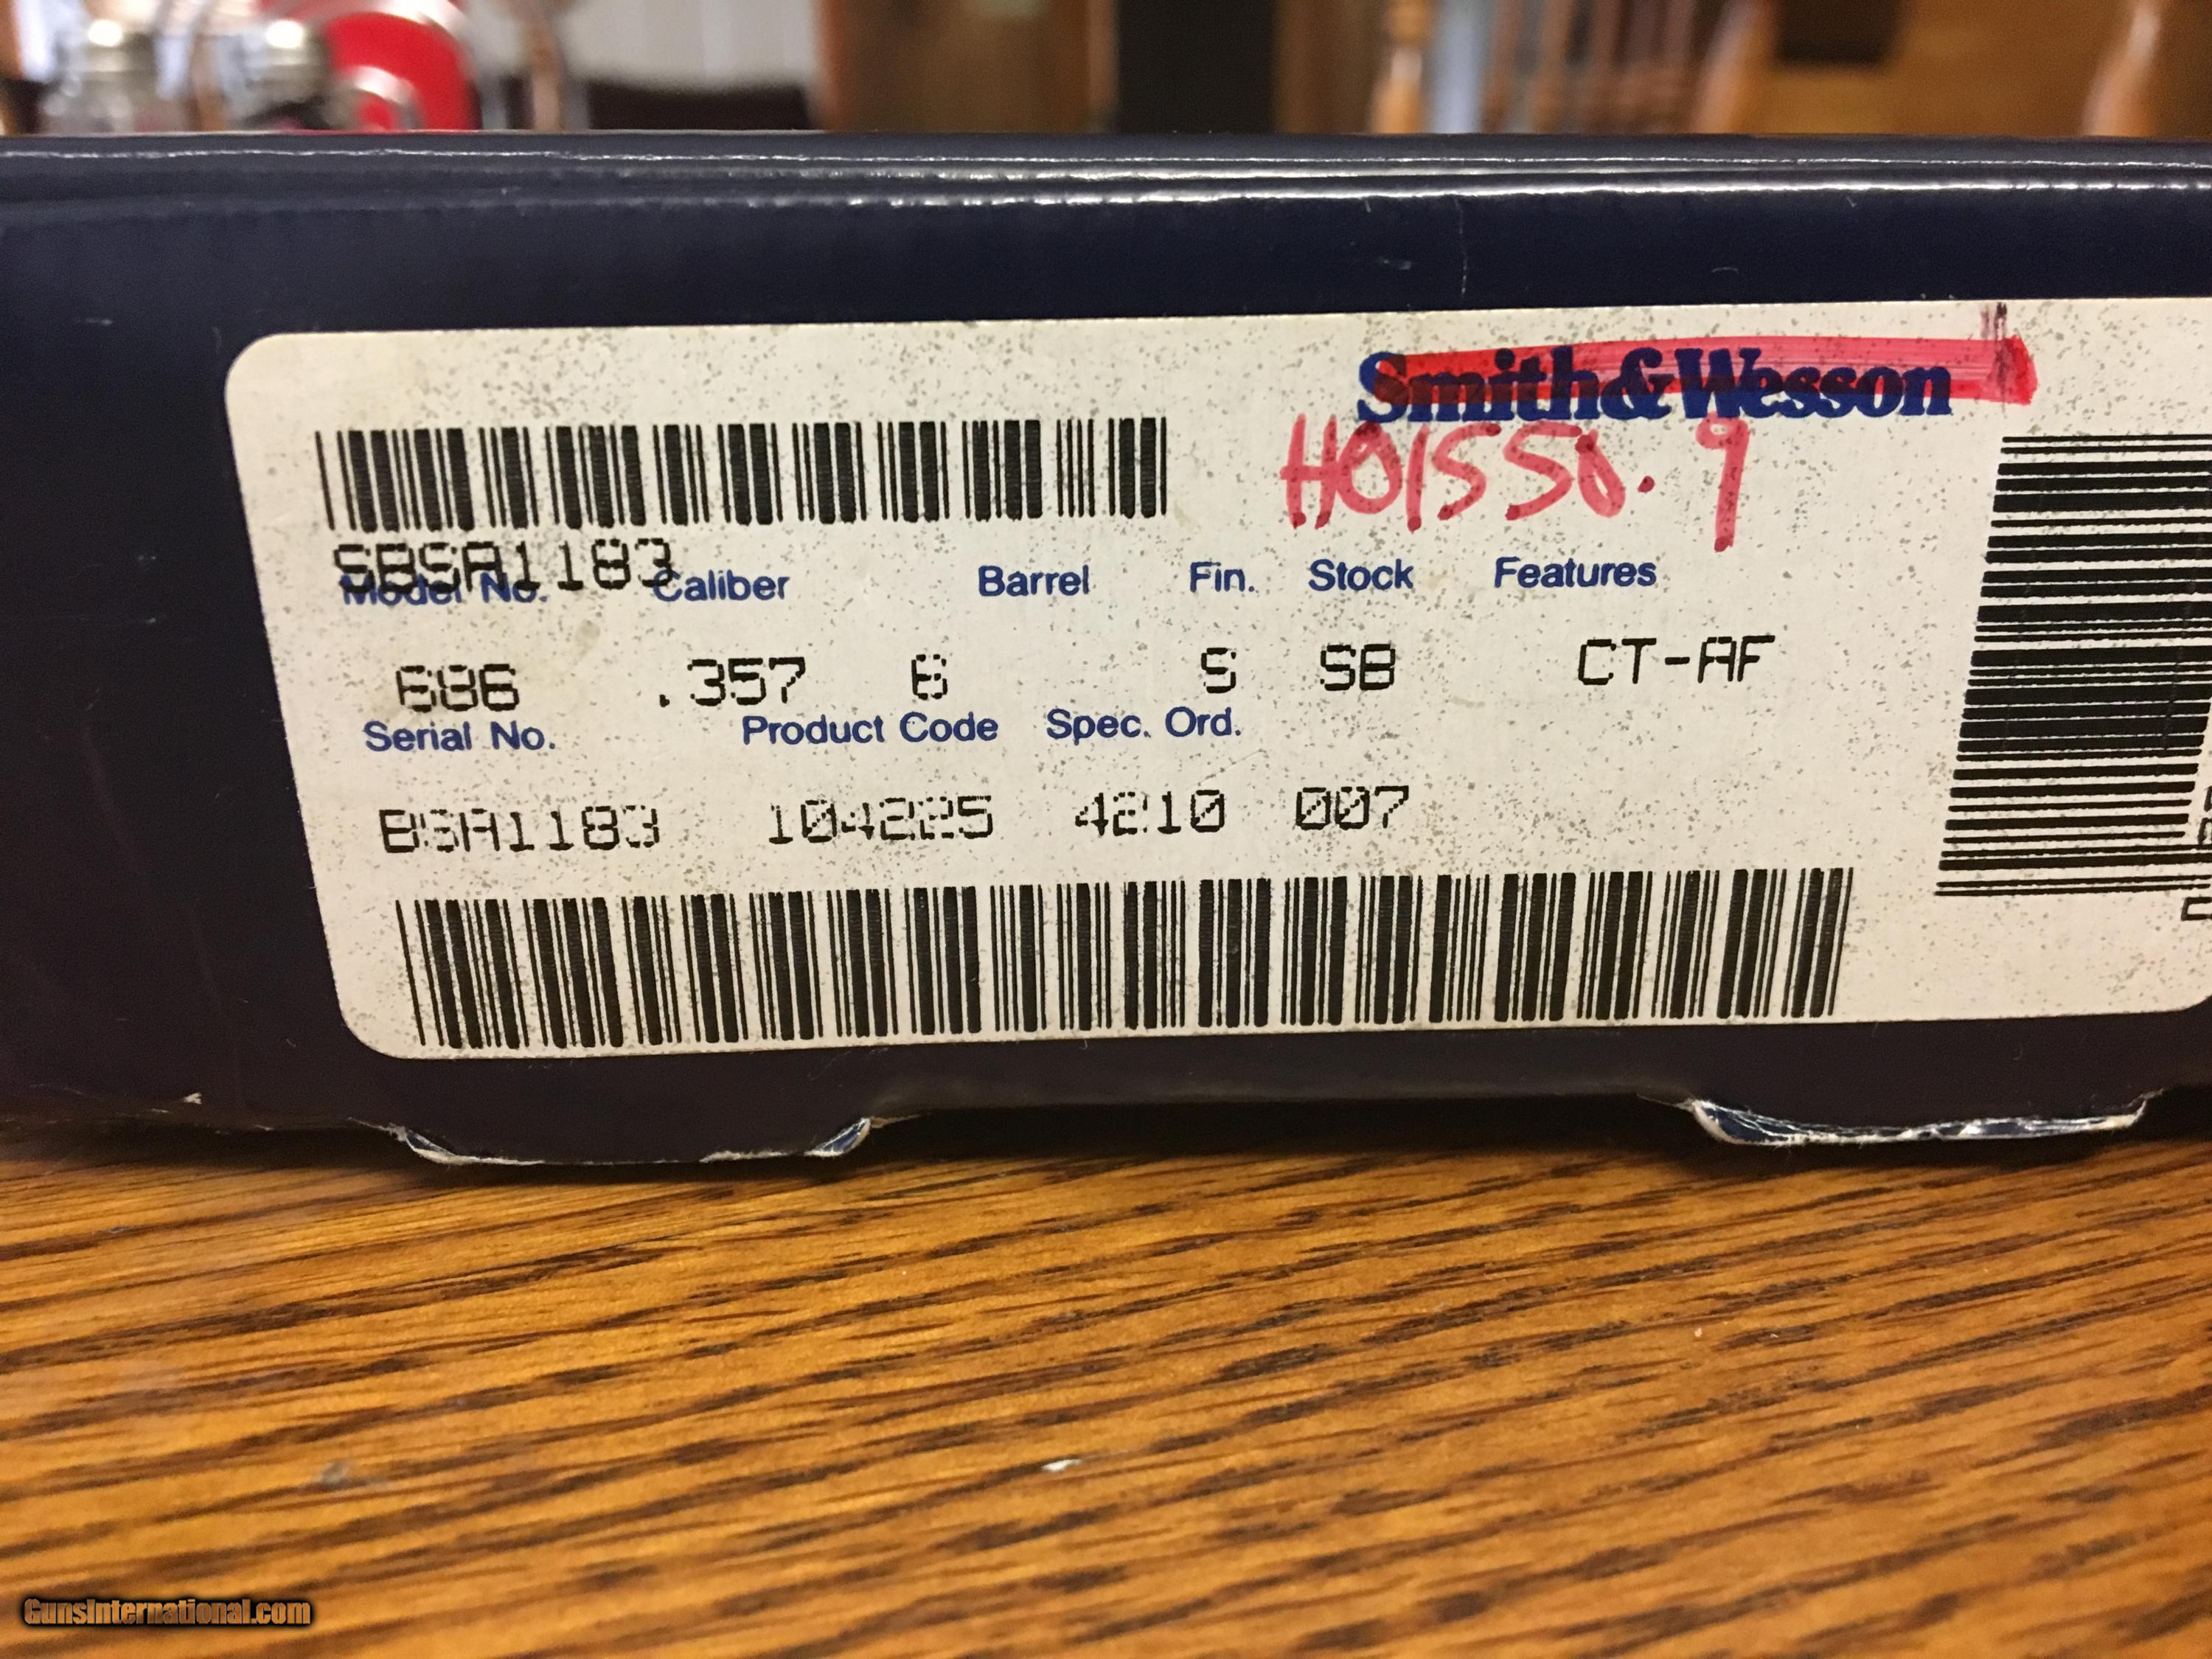 Smith & Wesson
H01550.9
SBSA1183
Model No. Caliber Barrel Fin. Stock Features
686 .357 6 S SB CT-AF
Serial No. Product Code Spec. Ord.
BSA1183 104225 4210 007
GunsInternational.com